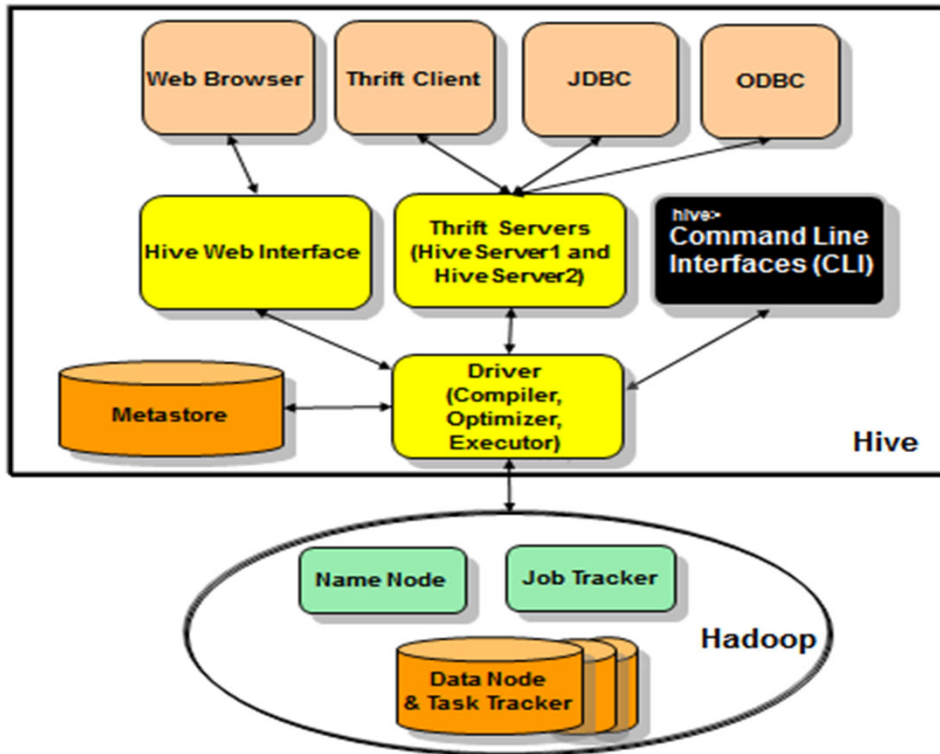 Web Browser
Thrift Client
JDBC
ODBC
Hive Web Interface
Thrift Servers
(Hive Server1 and
Hive Server2)
hive>
Command Line
Interfaces (CLI)
Metastore
Driver
(Compiler,
Optimizer,
Executor)
Hive
Name Node
Job Tracker
Hadoop
Data Node
& Task Tracker